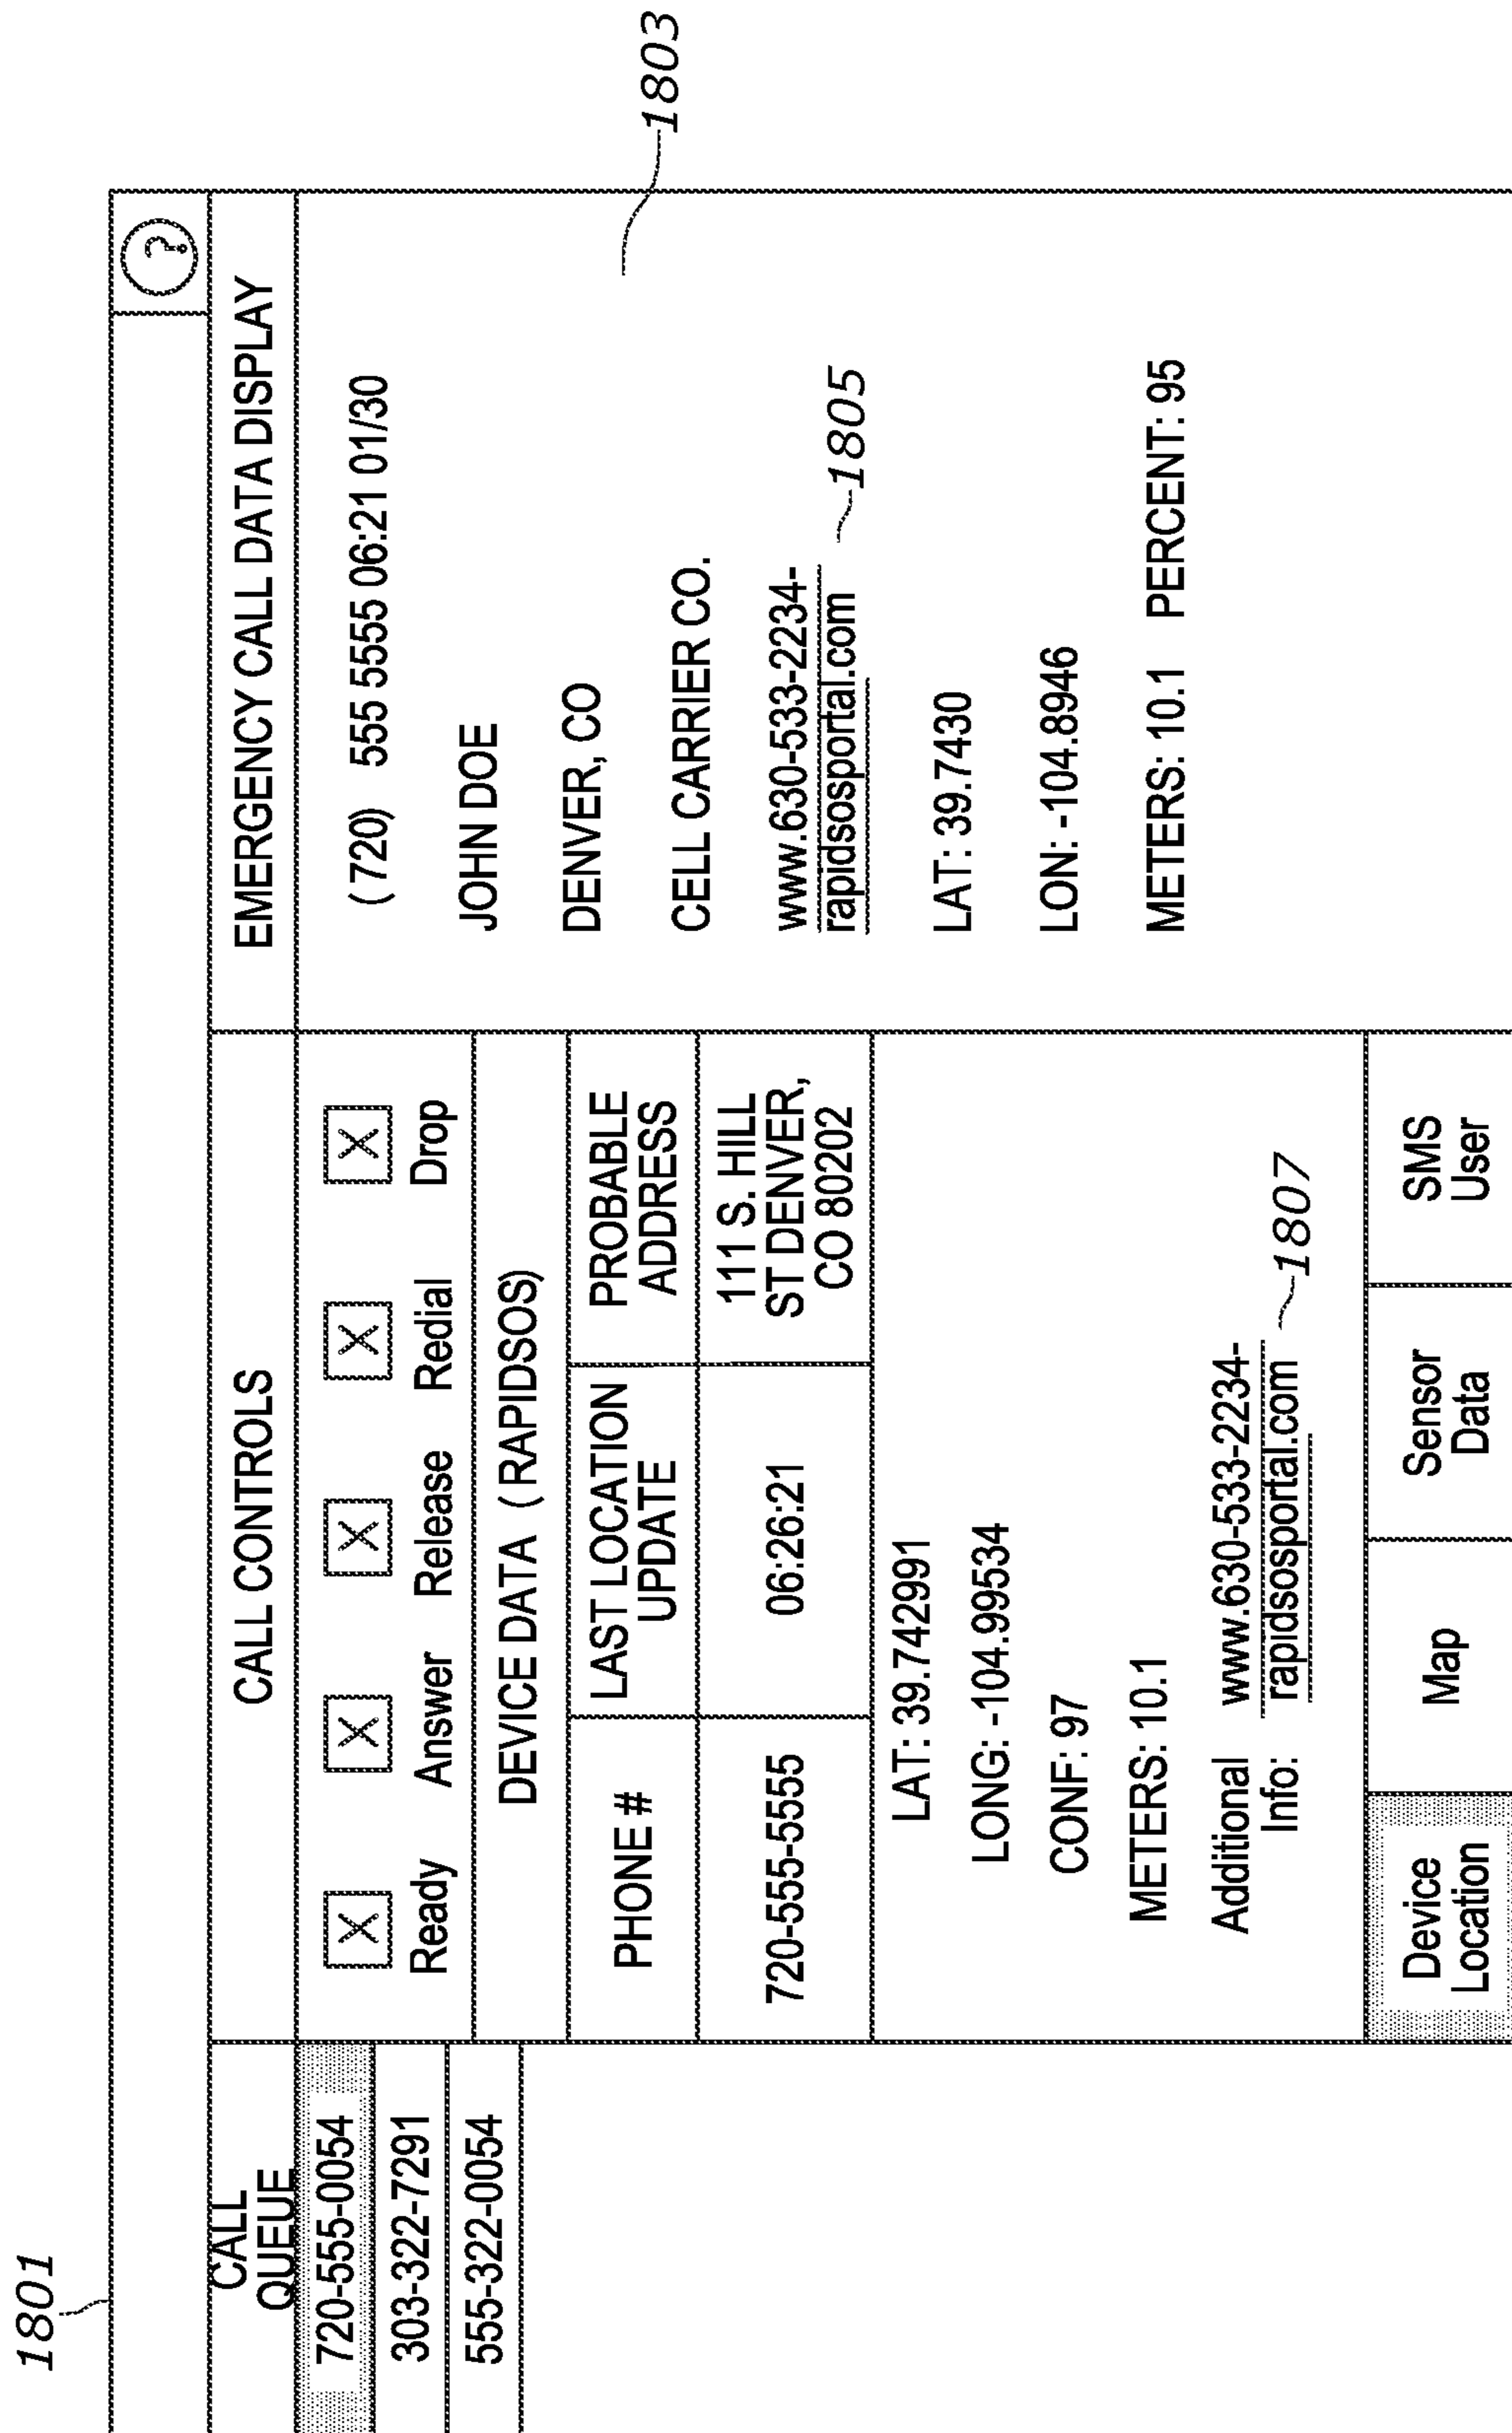 1801
?
CALL
QUEUE
720-555-0054
303-322-7291
555-322-0054
CALL CONTROLS
X X X X X
Ready Answer Release Redial Drop
DEVICE DATA (RAPIDSOS)
PHONE #
LAST LOCATION
UPDATE
PROBABLE
ADDRESS
720-555-5555
06:26:21
111 S. HILL
ST DENVER,
CO 80202
LAT: 39.742991
LONG: -104.99534
CONF: 97
METERS: 10.1
Additional
Info:
www.630-533-2234-
rapidsosportal.com
1807
Device
Location
Map
Sensor
Data
SMS
User
EMERGENCY CALL DATA DISPLAY
(720) 555 5555 06:21 01/30
1803
JOHN DOE
DENVER, CO
CELL CARRIER CO.
www.630-533-2234-
rapidsosportal.com
1805
LAT: 39.7430
LON: -104.8946
METERS: 10.1 PERCENT: 95